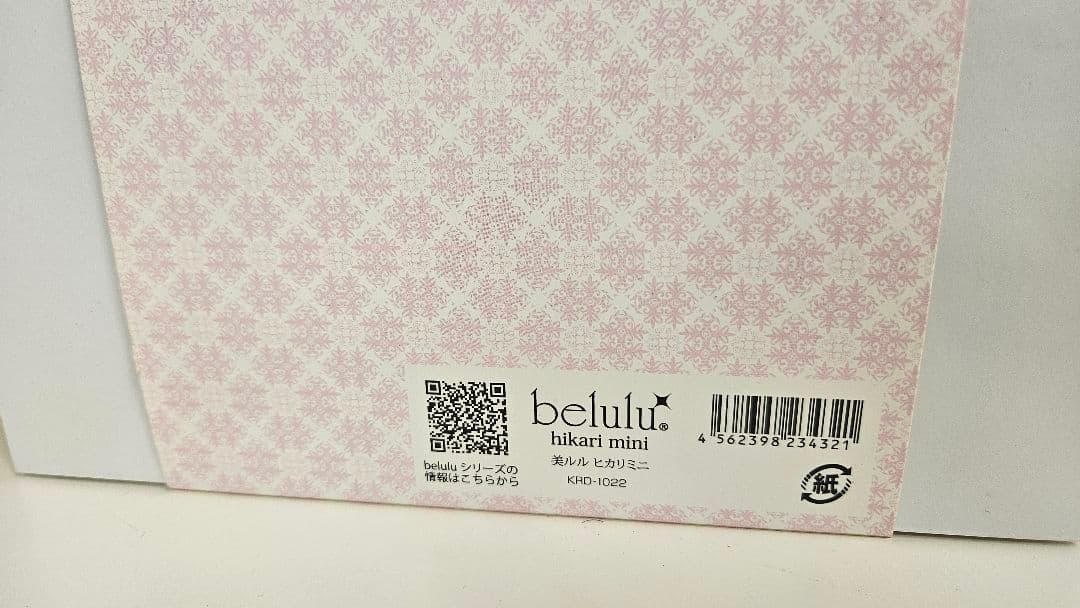 belulu シリーズの
情報はこちらから
belulu®
hikari mini
美ルル ヒカリミニ
KRD-1022
4 562398 234321
紙